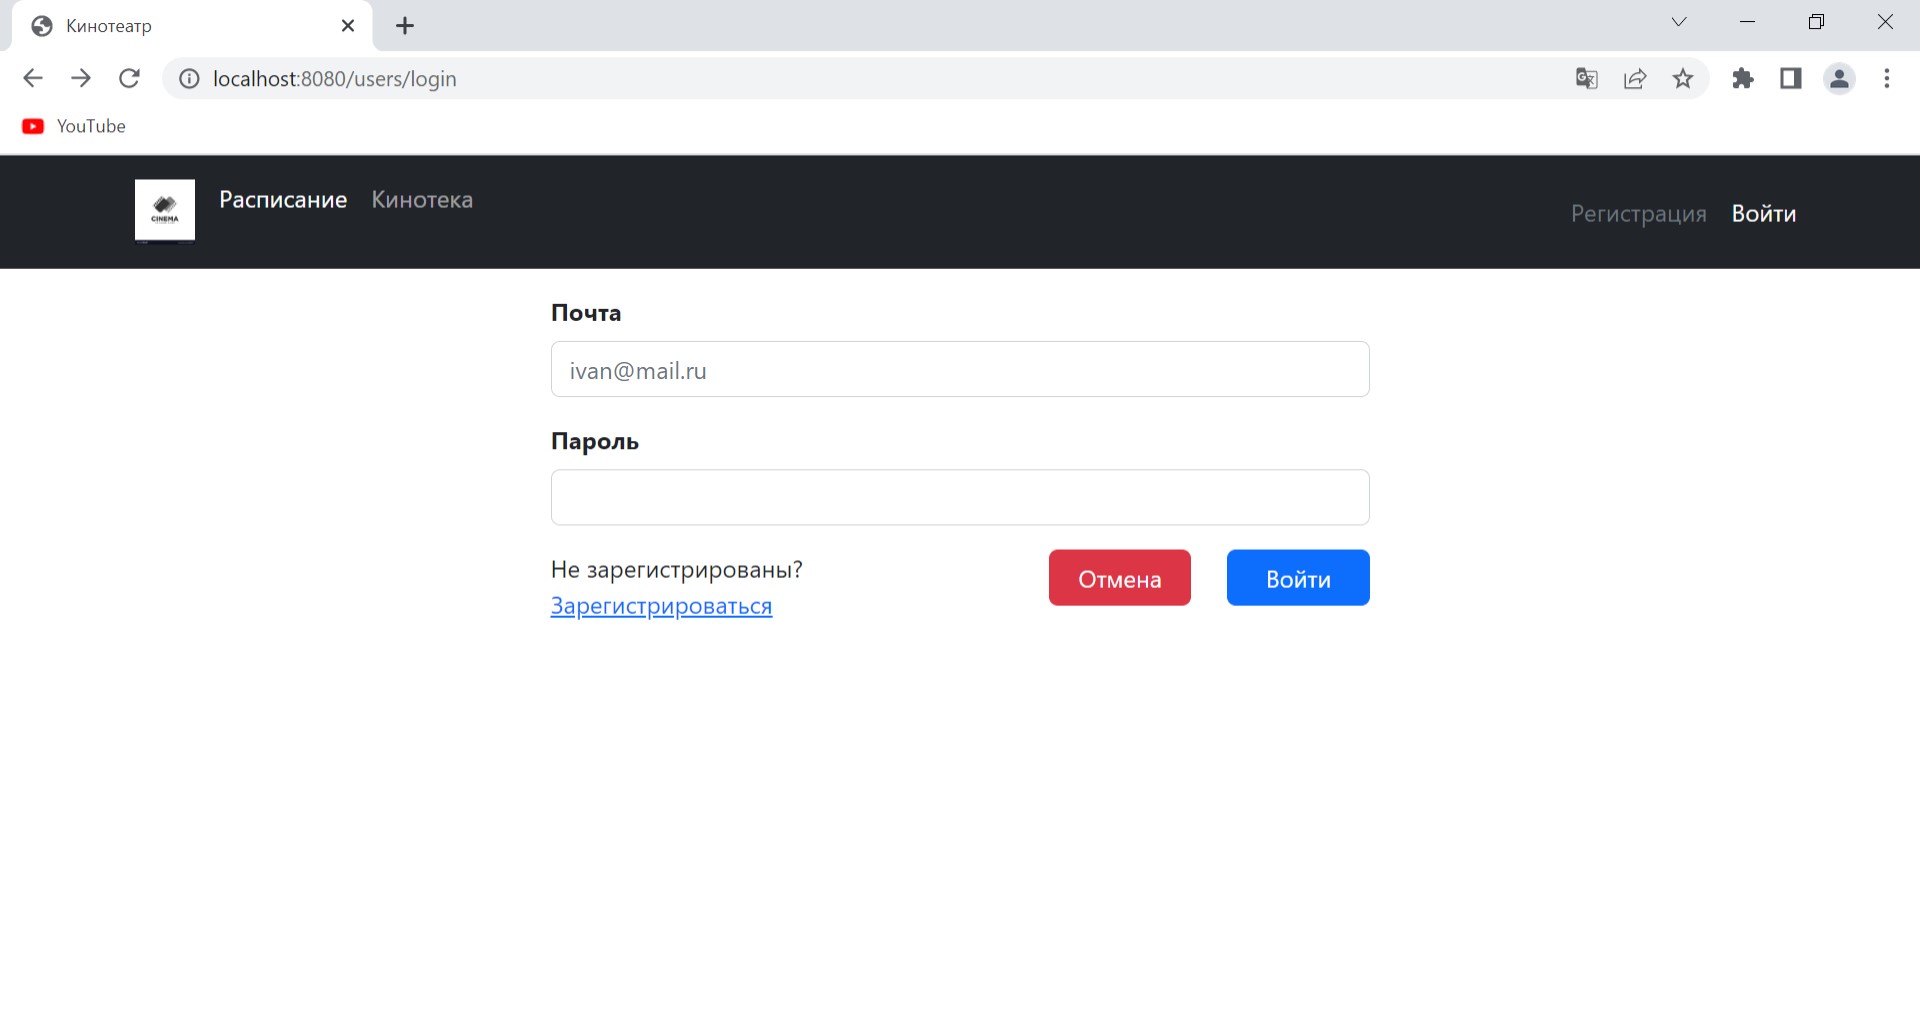 Кинотеатр
localhost:8080/users/login
YouTube
CINEMA
Расписание Кинотека
Регистрация Войти
Почта
ivan@mail.ru
Пароль
Не зарегистрированы?
Зарегистрироваться
Отмена Войти